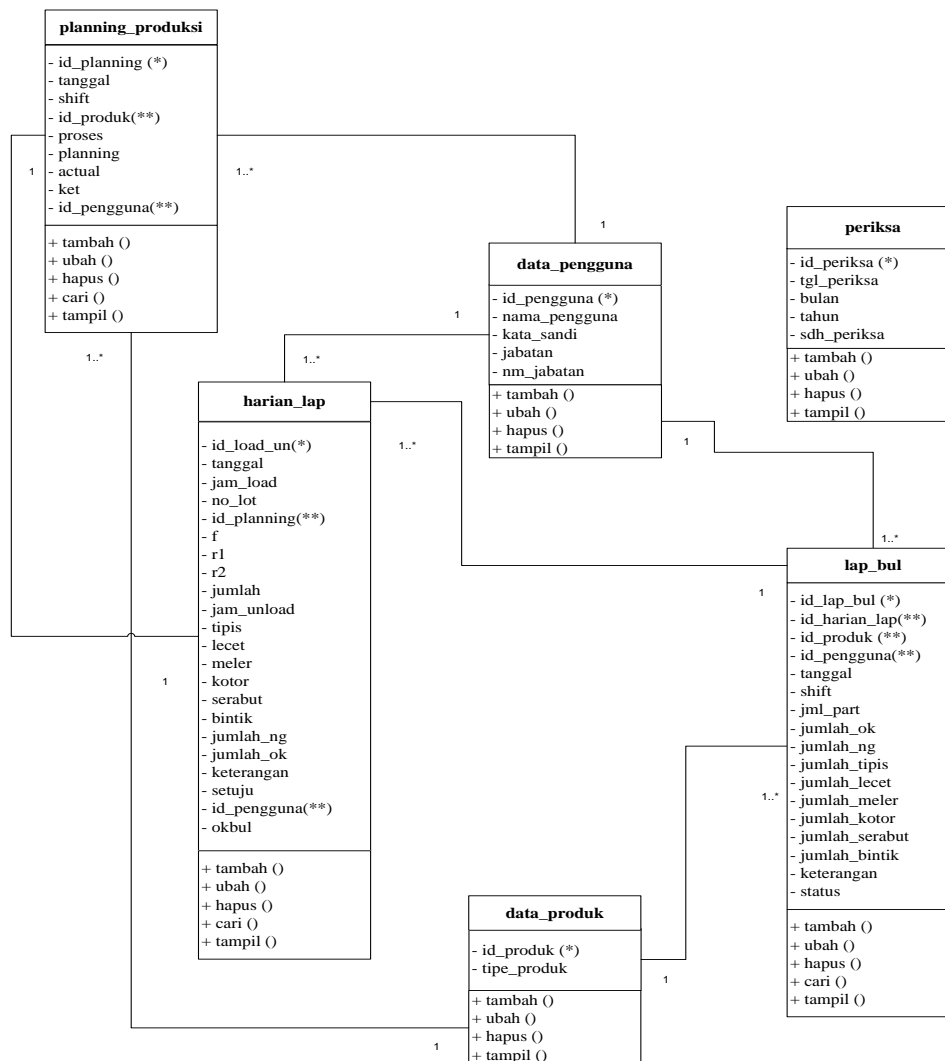 planning_produksi
- id_planning (*)
- tanggal
- shift
- id_produk(**)
- proses
- planning
- actual
- ket
- id_pengguna(**)
+ tambah ()
+ ubah ()
+ hapus ()
+ cari ()
+ tampil ()
1
1..*
1
1..*
data_pengguna
- id_pengguna (*)
- nama_pengguna
- kata_sandi
- jabatan
- nm_jabatan
+ tambah ()
+ ubah ()
+ hapus ()
+ tampil ()
1
1
periksa
- id_periksa (*)
- tgl_periksa
- bulan
- tahun
- sdh_periksa
+ tambah ()
+ ubah ()
+ hapus ()
+ tampil ()
1..*
harian_lap
- id_load_un(*)
- tanggal
- jam_load
- no_lot
- id_planning(**)
- f
- r1
- r2
- jumlah
- jam_unload
- tipis
- lecet
- meler
- kotor
- serabut
- bintik
- jumlah_ng
- jumlah_ok
- keterangan
- setuju
- id_pengguna(**)
- okbul
+ tambah ()
+ ubah ()
+ hapus ()
+ cari ()
+ tampil ()
1..*
1
1..*
1
lap_bul
- id_lap_bul (*)
- id_harian_lap(**)
- id_produk (**)
- id_pengguna(**)
- tanggal
- shift
- jml_part
- jumlah_ok
- jumlah_ng
- jumlah_tipis
- jumlah_lecet
- jumlah_meler
- jumlah_kotor
- jumlah_serabut
- jumlah_bintik
- keterangan
- status
+ tambah ()
+ ubah ()
+ hapus ()
+ cari ()
+ tampil ()
1..*
data_produk
- id_produk (*)
- tipe_produk
+ tambah ()
+ ubah ()
+ hapus ()
+ tampil ()
1
1